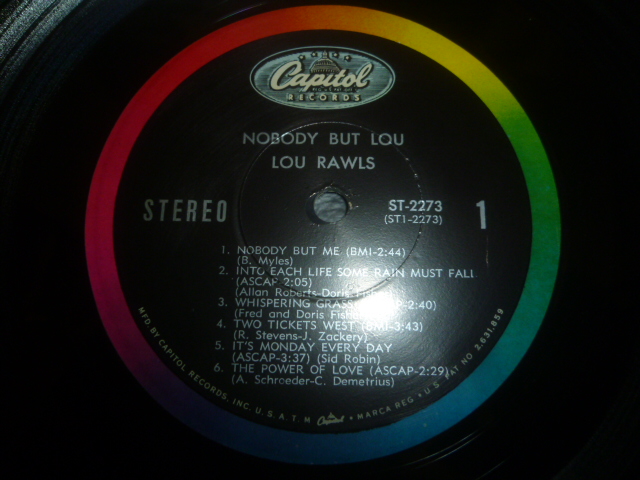 Capitol
RECORDS
NOBODY BUT LOU
LOU RAWLS
STEREO
ST-2273
(ST1-2273)
1
1. NOBODY BUT ME (BMI-2:44)
(B. Myles)
2. INTO EACH LIFE SOME RAIN MUST FALL
(ASCAP 2:05)
(Allan Roberts-Doris
3. WHISPERING GRASS 2:40)
(Fred and Doris
4. TWO TICKETS WEST (BMI-3:43)
(R. Stevens-J. Zackery)
5. IT'S MONDAY EVERY DAY
(ASCAP-3:37) (Sid Robin)
6. THE POWER OF LOVE (ASCAP-2:29)
(A. Schroeder-C. Demetrius)
MFD. BY CAPITOL RECORDS, INC. U.S.A. T.M. Capitol • MARCA REG. • U.S. PAT. NO. 2,631,859